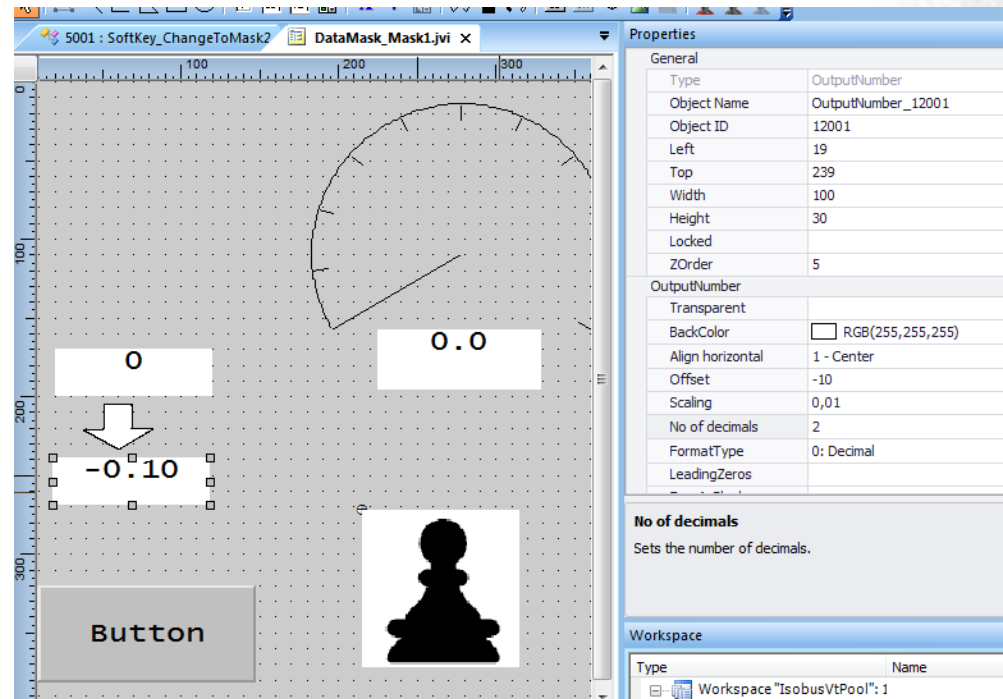 5001 : SoftKey_ChangeToMask2
DataMask_Mask1.jvi
100
200
300
0
100
200
300
0
0.0
-0.10
Button
Properties
General
Type OutputNumber
Object Name OutputNumber_12001
Object ID 12001
Left 19
Top 239
Width 100
Height 30
Locked
ZOrder 5
OutputNumber
Transparent
BackColor RGB(255,255,255)
Align horizontal 1 - Center
Offset -10
Scaling 0,01
No of decimals 2
FormatType 0: Decimal
LeadingZeros
No of decimals
Sets the number of decimals.
Workspace
Type Name
Workspace "IsobusVtPool": 1